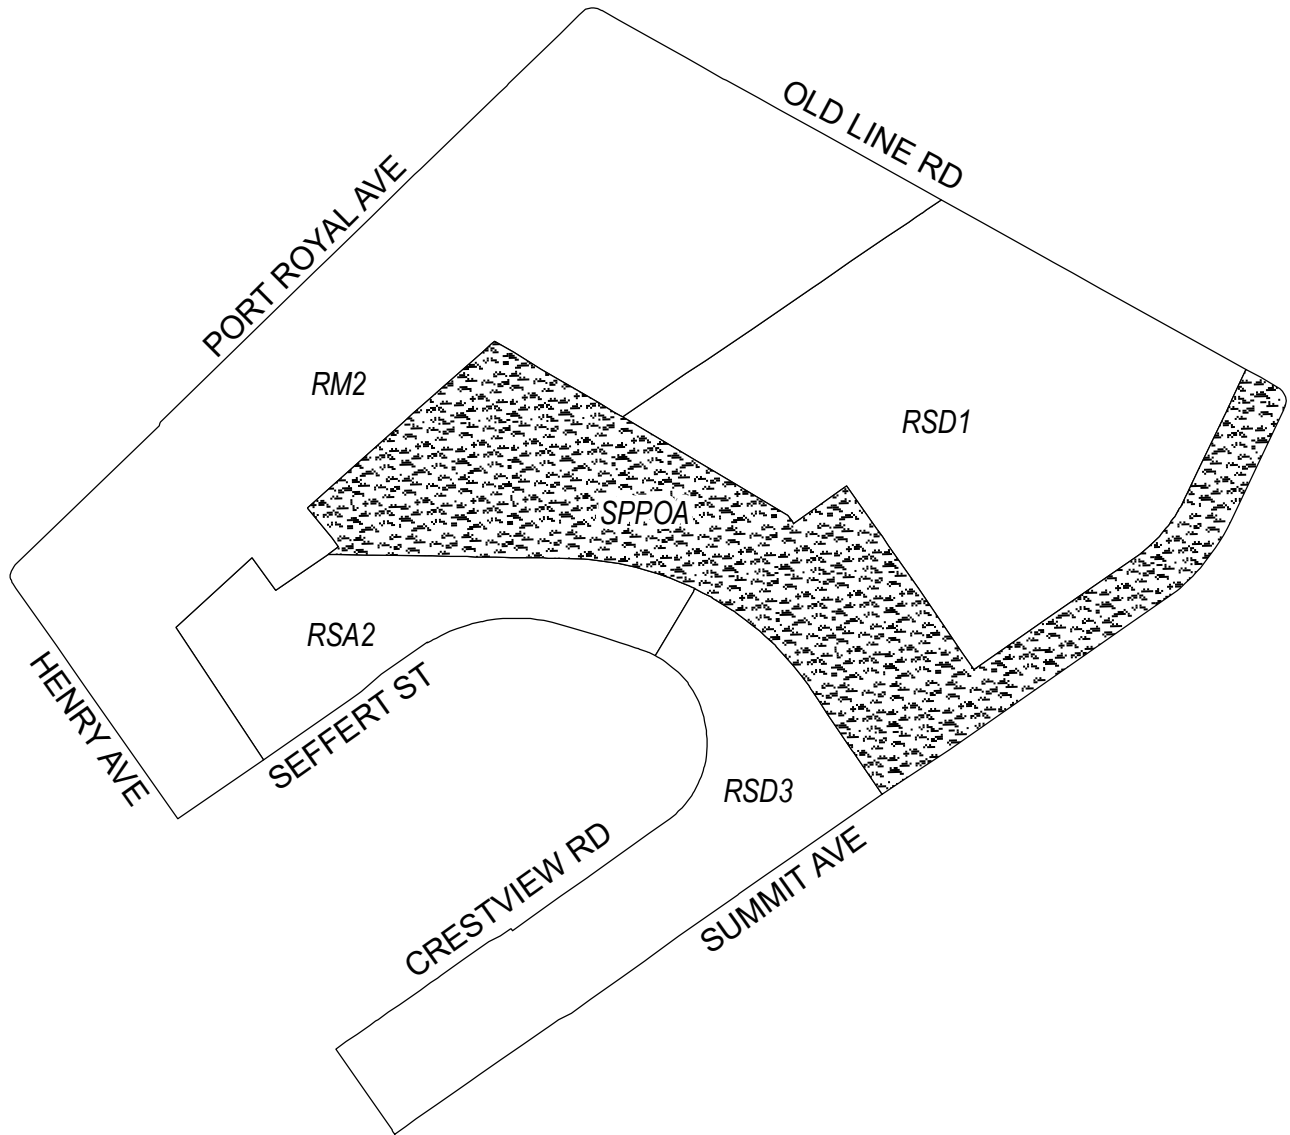 OLD LINE RD
PORT ROYAL AVE
RM2
RSD1
SPPOA
RSA2
HENRY AVE
SEFFERT ST
RSD3
CRESTVIEW RD
SUMMIT AVE